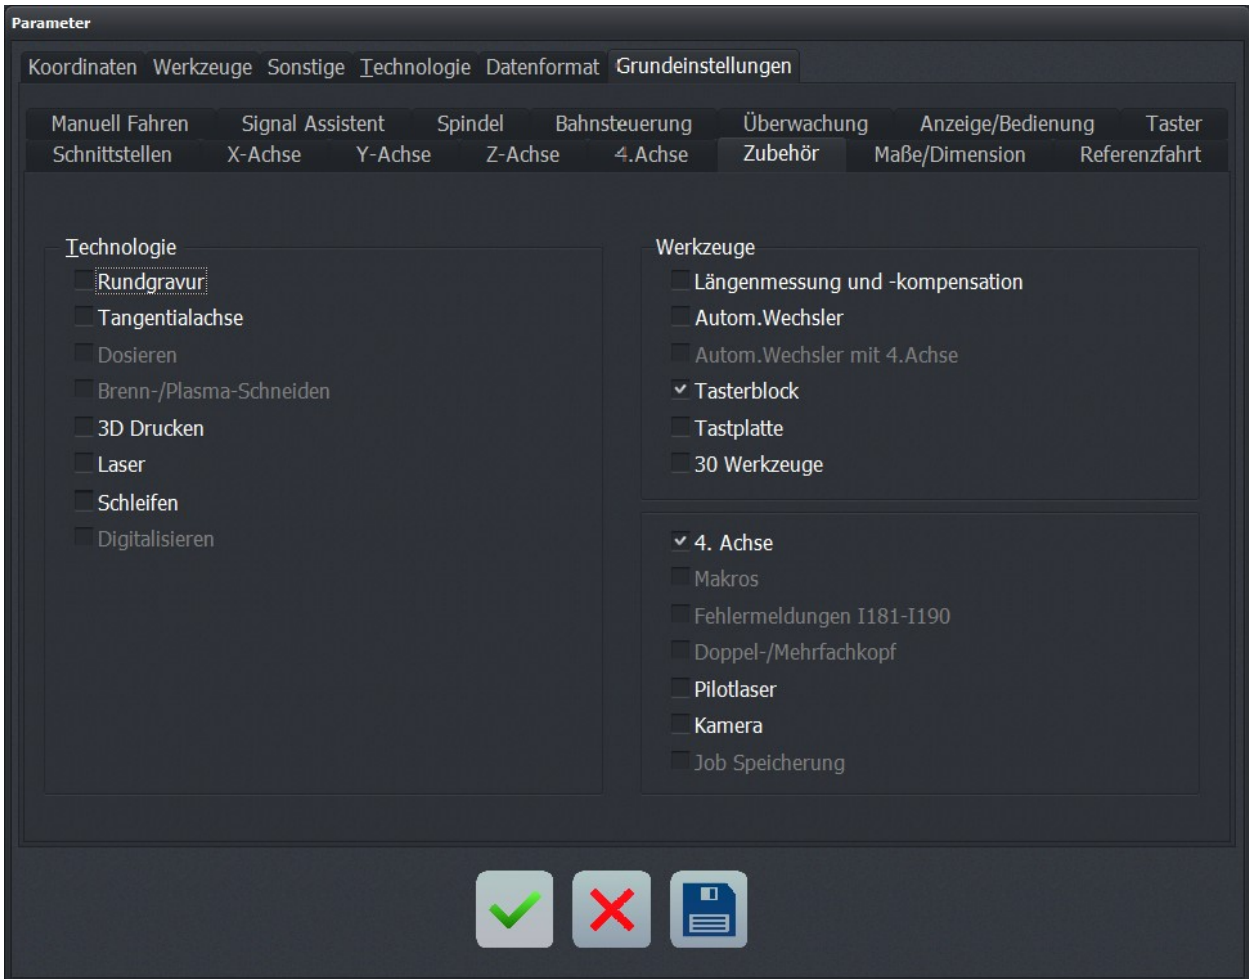 Parameter
Koordinaten Werkzeuge Sonstige Technologie Datenformat Grundeinstellungen
Manuell Fahren Signal Assistent Spindel Bahnsteuerung Überwachung Anzeige/Bedienung Taster
Schnittstellen X-Achse Y-Achse Z-Achse 4.Achse Zubehör Maße/Dimension Referenzfahrt
Technologie
Rundgravur
Tangentialachse
Dosieren
Brenn-/Plasma-Schneiden
3D Drucken
Laser
Schleifen
Digitalisieren
Werkzeuge
Längenmessung und -kompensation
Autom.Wechsler
Autom.Wechsler mit 4.Achse
Tasterblock
Tastplatte
30 Werkzeuge
4. Achse
Makros
Fehlermeldungen I181-I190
Doppel-/Mehrfachkopf
Pilotlaser
Kamera
Job Speicherung